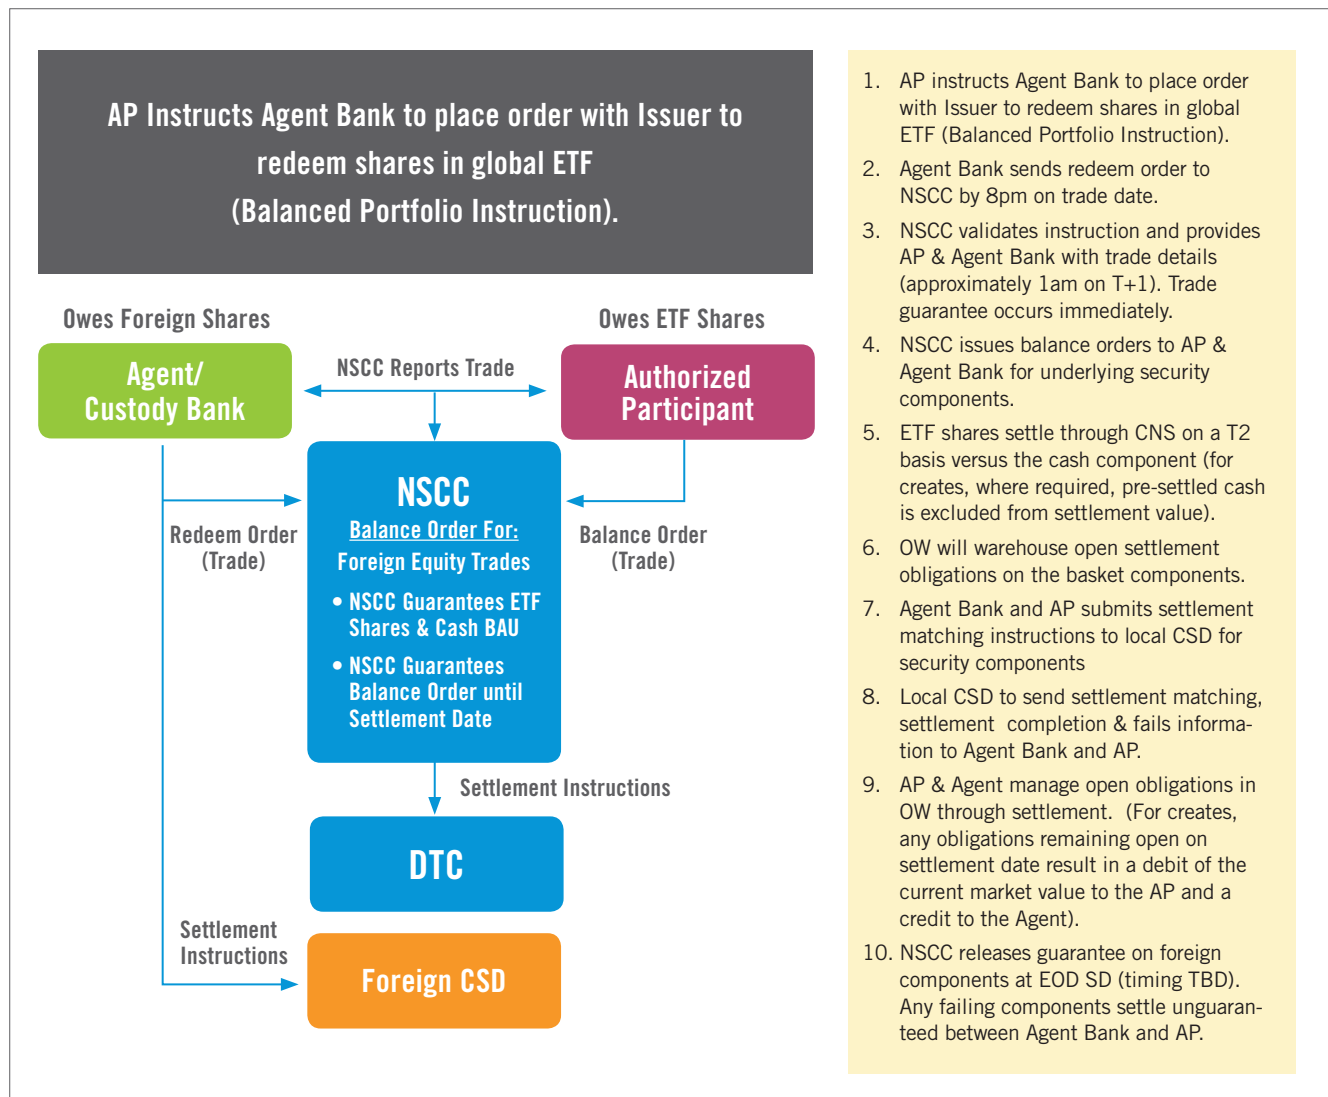 AP Instructs Agent Bank to place order with Issuer to
redeem shares in global ETF
(Balanced Portfolio Instruction).
Owes Foreign Shares
Owes ETF Shares
Agent/
Custody Bank
NSCC Reports Trade
Authorized
Participant
NSCC
Balance Order For:
Foreign Equity Trades
• NSCC Guarantees ETF
Shares & Cash BAU
• NSCC Guarantees
Balance Order until
Settlement Date
Redeem Order
(Trade)
Balance Order
(Trade)
Settlement Instructions
DTC
Settlement
Instructions
Foreign CSD
1. AP instructs Agent Bank to place order
with Issuer to redeem shares in global
ETF (Balanced Portfolio Instruction).
2. Agent Bank sends redeem order to
NSCC by 8pm on trade date.
3. NSCC validates instruction and provides
AP & Agent Bank with trade details
(approximately 1am on T+1). Trade
guarantee occurs immediately.
4. NSCC issues balance orders to AP &
Agent Bank for underlying security
components.
5. ETF shares settle through CNS on a T2
basis versus the cash component (for
creates, where required, pre-settled cash
is excluded from settlement value).
6. OW will warehouse open settlement
obligations on the basket components.
7. Agent Bank and AP submits settlement
matching instructions to local CSD for
security components
8. Local CSD to send settlement matching,
settlement completion & fails informa-
tion to Agent Bank and AP.
9. AP & Agent manage open obligations in
OW through settlement. (For creates,
any obligations remaining open on
settlement date result in a debit of the
current market value to the AP and a
credit to the Agent).
10. NSCC releases guarantee on foreign
components at EOD SD (timing TBD).
Any failing components settle unguaran-
teed between Agent Bank and AP.